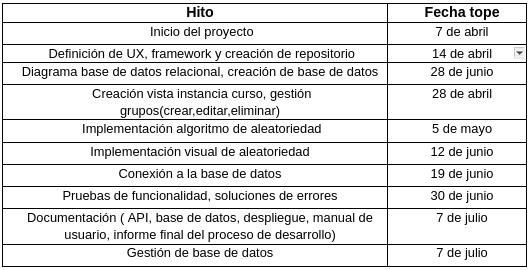 Hito Fecha tope
Inicio del proyecto 7 de abril
Definición de UX, framework y creación de repositorio 14 de abril
Diagrama base de datos relacional, creación de base de datos 28 de junio
Creación vista instancia curso, gestión 28 de abril
grupos(crear,editar,eliminar)
Implementación algoritmo de aleatoriedad 5 de mayo
Implementación visual de aleatoriedad 12 de junio
Conexión a la base de datos 19 de junio
Pruebas de funcionalidad, soluciones de errores 30 de junio
Documentación ( API, base de datos, despliegue, manual de 7 de julio
usuario, informe final del proceso de desarrollo)
Gestión de base de datos 7 de julio